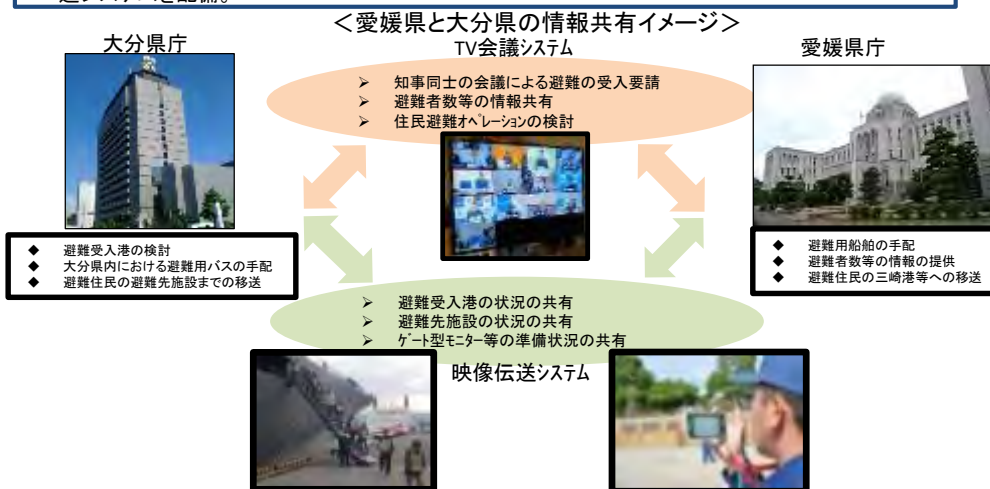 ＜愛媛県と大分県の情報共有イメージ＞
大分県庁
TV会議システム
愛媛県庁
➢ 知事同士の会議による避難の受入要請
➢ 避難者数等の情報共有
➢ 住民避難ｵﾍﾟﾚｰｼｮﾝの検討
◆ 避難受入港の検討
◆ 大分県内における避難用バスの手配
◆ 避難住民の避難先施設までの移送
◆ 避難用船舶の手配
◆ 避難者数等の情報の提供
◆ 避難住民の三崎港等への移送
➢ 避難受入港の状況の共有
➢ 避難先施設の状況の共有
➢ ｹﾞｰﾄ型ﾓﾆﾀｰ等の準備状況の共有
映像伝送システム